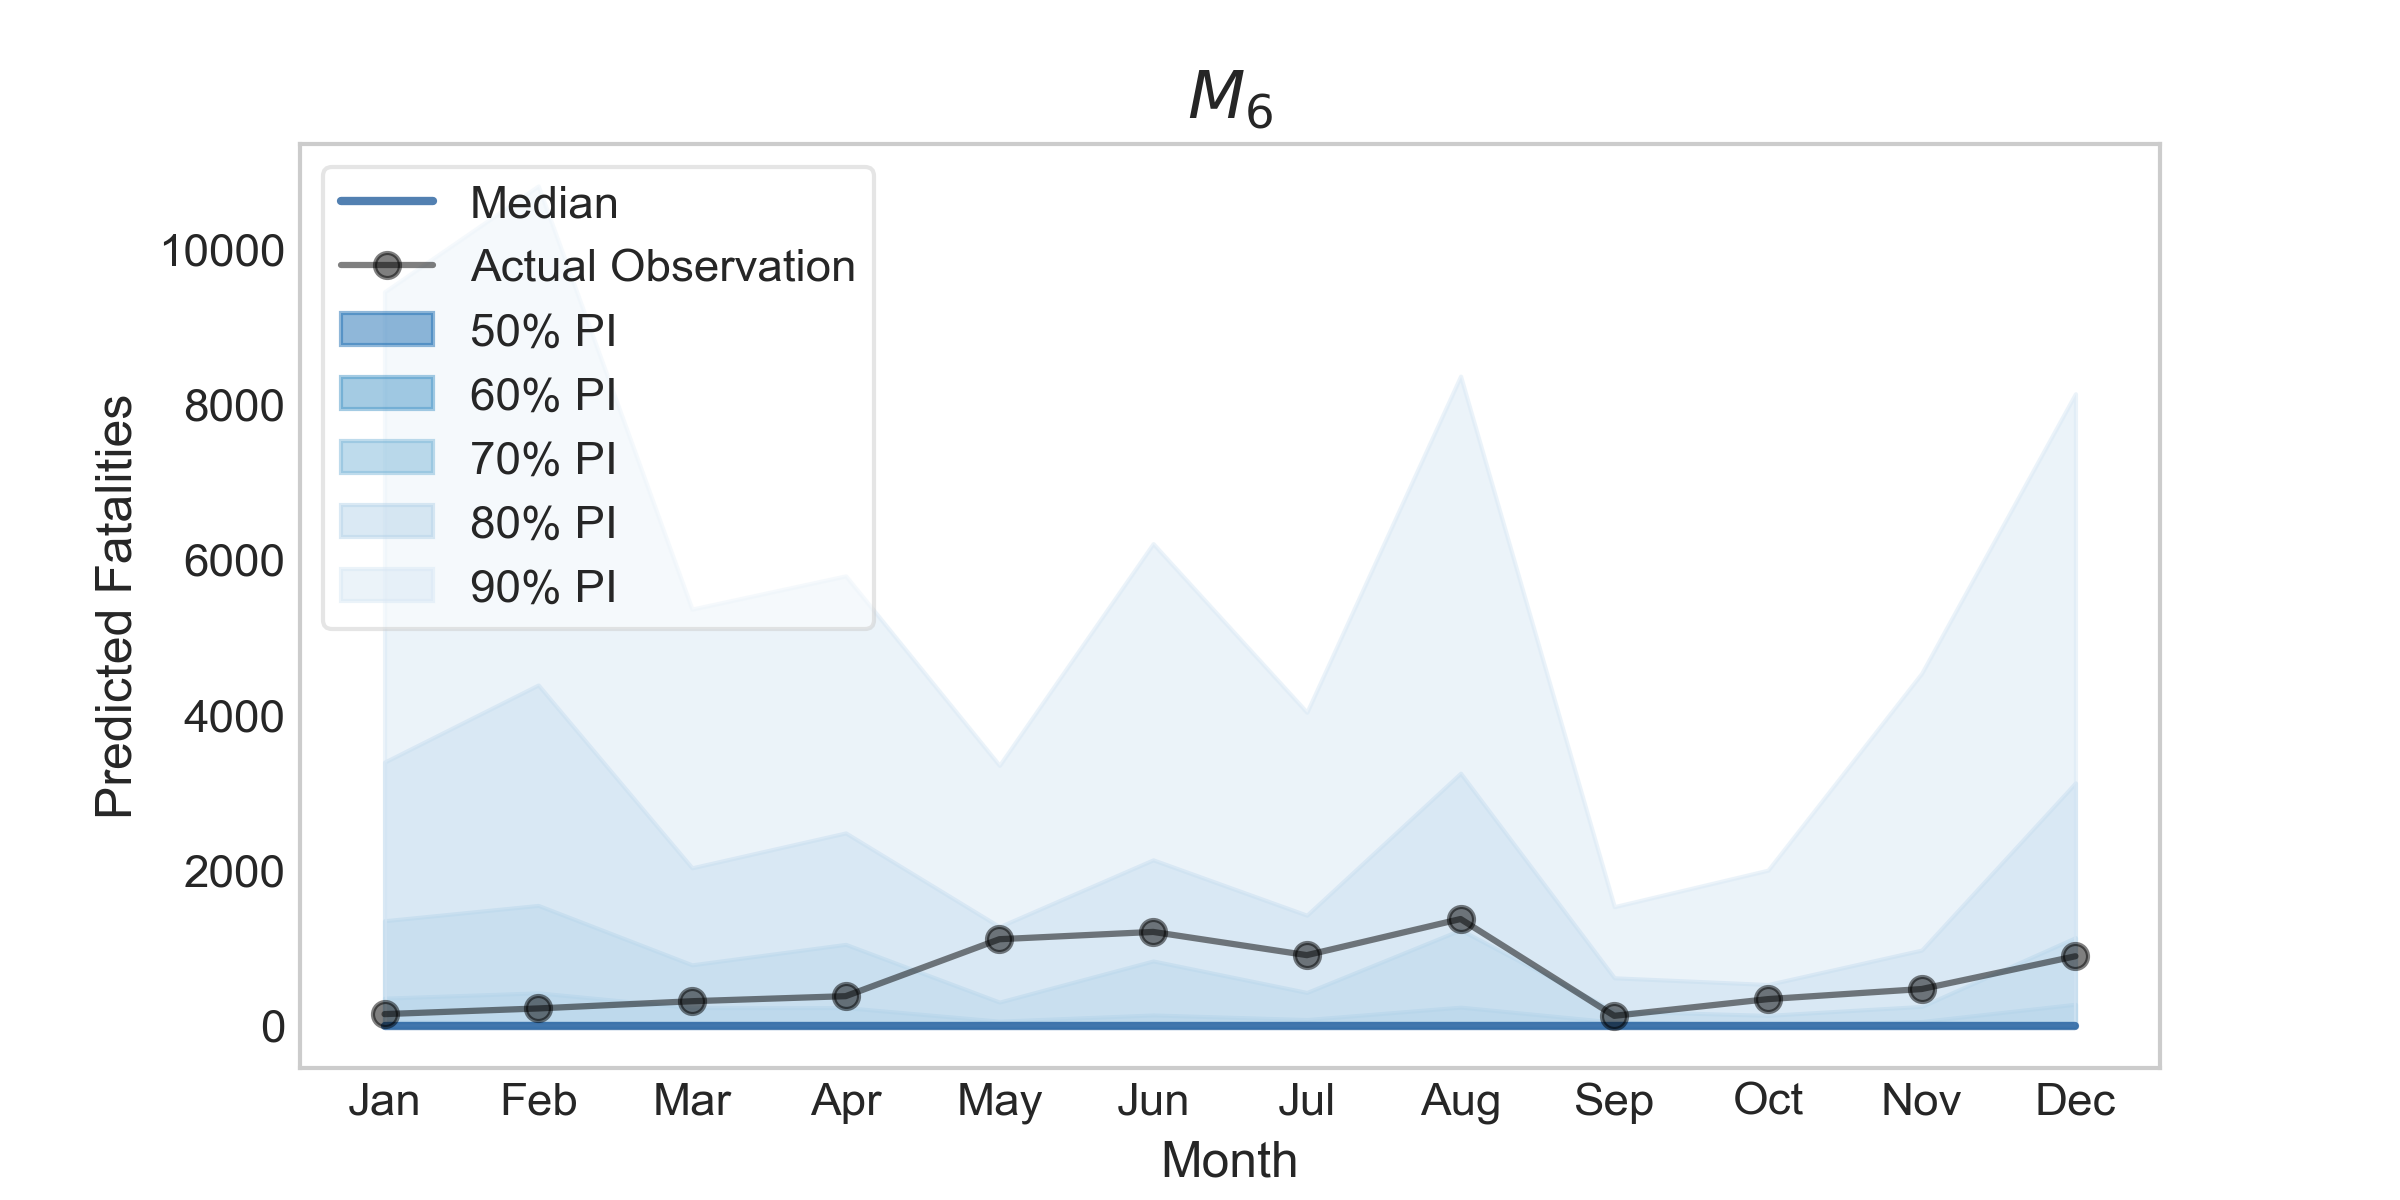 M6
Median
Actual Observation
50% PI
60% PI
70% PI
80% PI
90% PI
Predicted Fatalities
10000
8000
6000
4000
2000
0
Jan Feb Mar Apr May Jun Jul Aug Sep Oct Nov Dec
Month